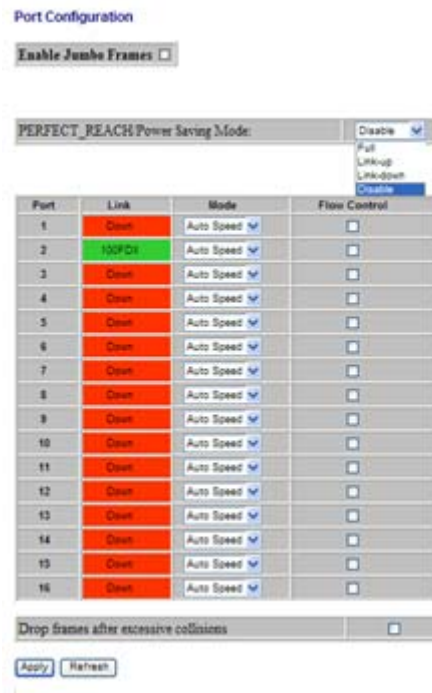 Port Configuration
Enable Jumbo Frames
PERFECT_REACH/Power Saving Mode: Disable
Full
Link-up
Link-down
Disable
Port Link Mode Flow Control
1 Down Auto Speed
2 100FDX Auto Speed
3 Down Auto Speed
4 Down Auto Speed
5 Down Auto Speed
6 Down Auto Speed
7 Down Auto Speed
8 Down Auto Speed
9 Down Auto Speed
10 Down Auto Speed
11 Down Auto Speed
12 Down Auto Speed
13 Down Auto Speed
14 Down Auto Speed
15 Down Auto Speed
16 Down Auto Speed
Drop frames after excessive collisions
Apply Refresh